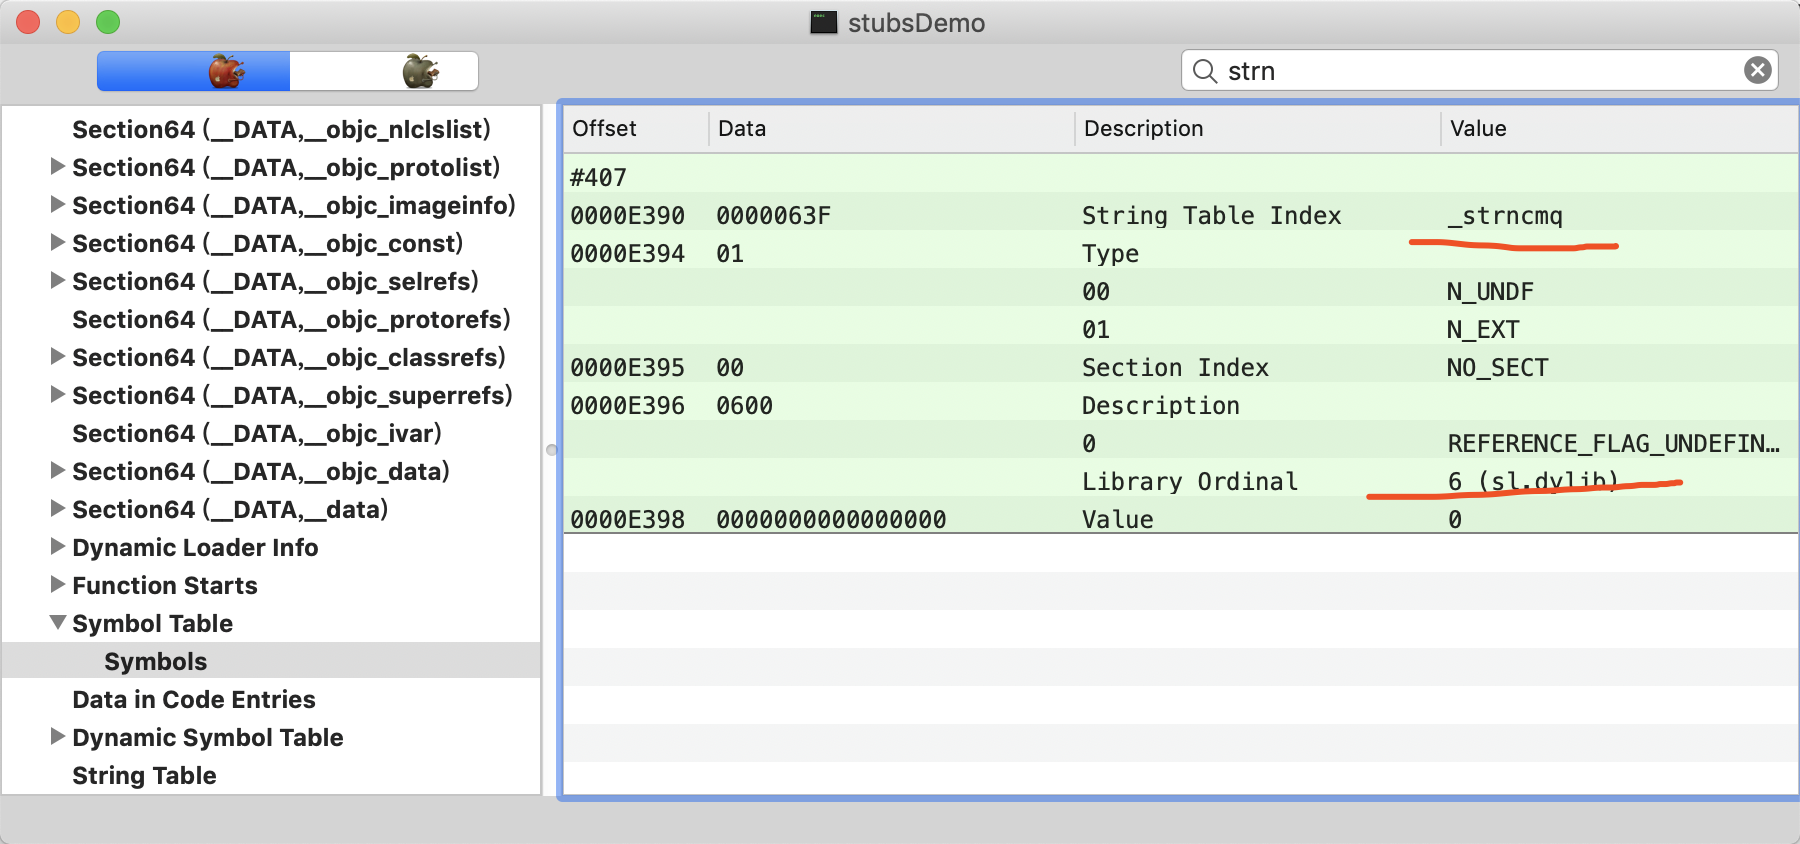 stubsDemo
strn
Section64 (__DATA,__objc_nlclslist)
Section64 (__DATA,__objc_protolist)
Section64 (__DATA,__objc_imageinfo)
Section64 (__DATA,__objc_const)
Section64 (__DATA,__objc_selrefs)
Section64 (__DATA,__objc_protorefs)
Section64 (__DATA,__objc_classrefs)
Section64 (__DATA,__objc_superrefs)
Section64 (__DATA,__objc_ivar)
Section64 (__DATA,__objc_data)
Section64 (__DATA,__data)
Dynamic Loader Info
Function Starts
Symbol Table
Symbols
Data in Code Entries
Dynamic Symbol Table
String Table
Offset Data Description Value
#407
0000E390 0000063F String Table Index _strncmq
0000E394 01 Type
00 N_UNDF
01 N_EXT
0000E395 00 Section Index NO_SECT
0000E396 0600 Description
0 REFERENCE_FLAG_UNDEFIN…
Library Ordinal 6 (sl.dylib)
0000E398 0000000000000000 Value 0